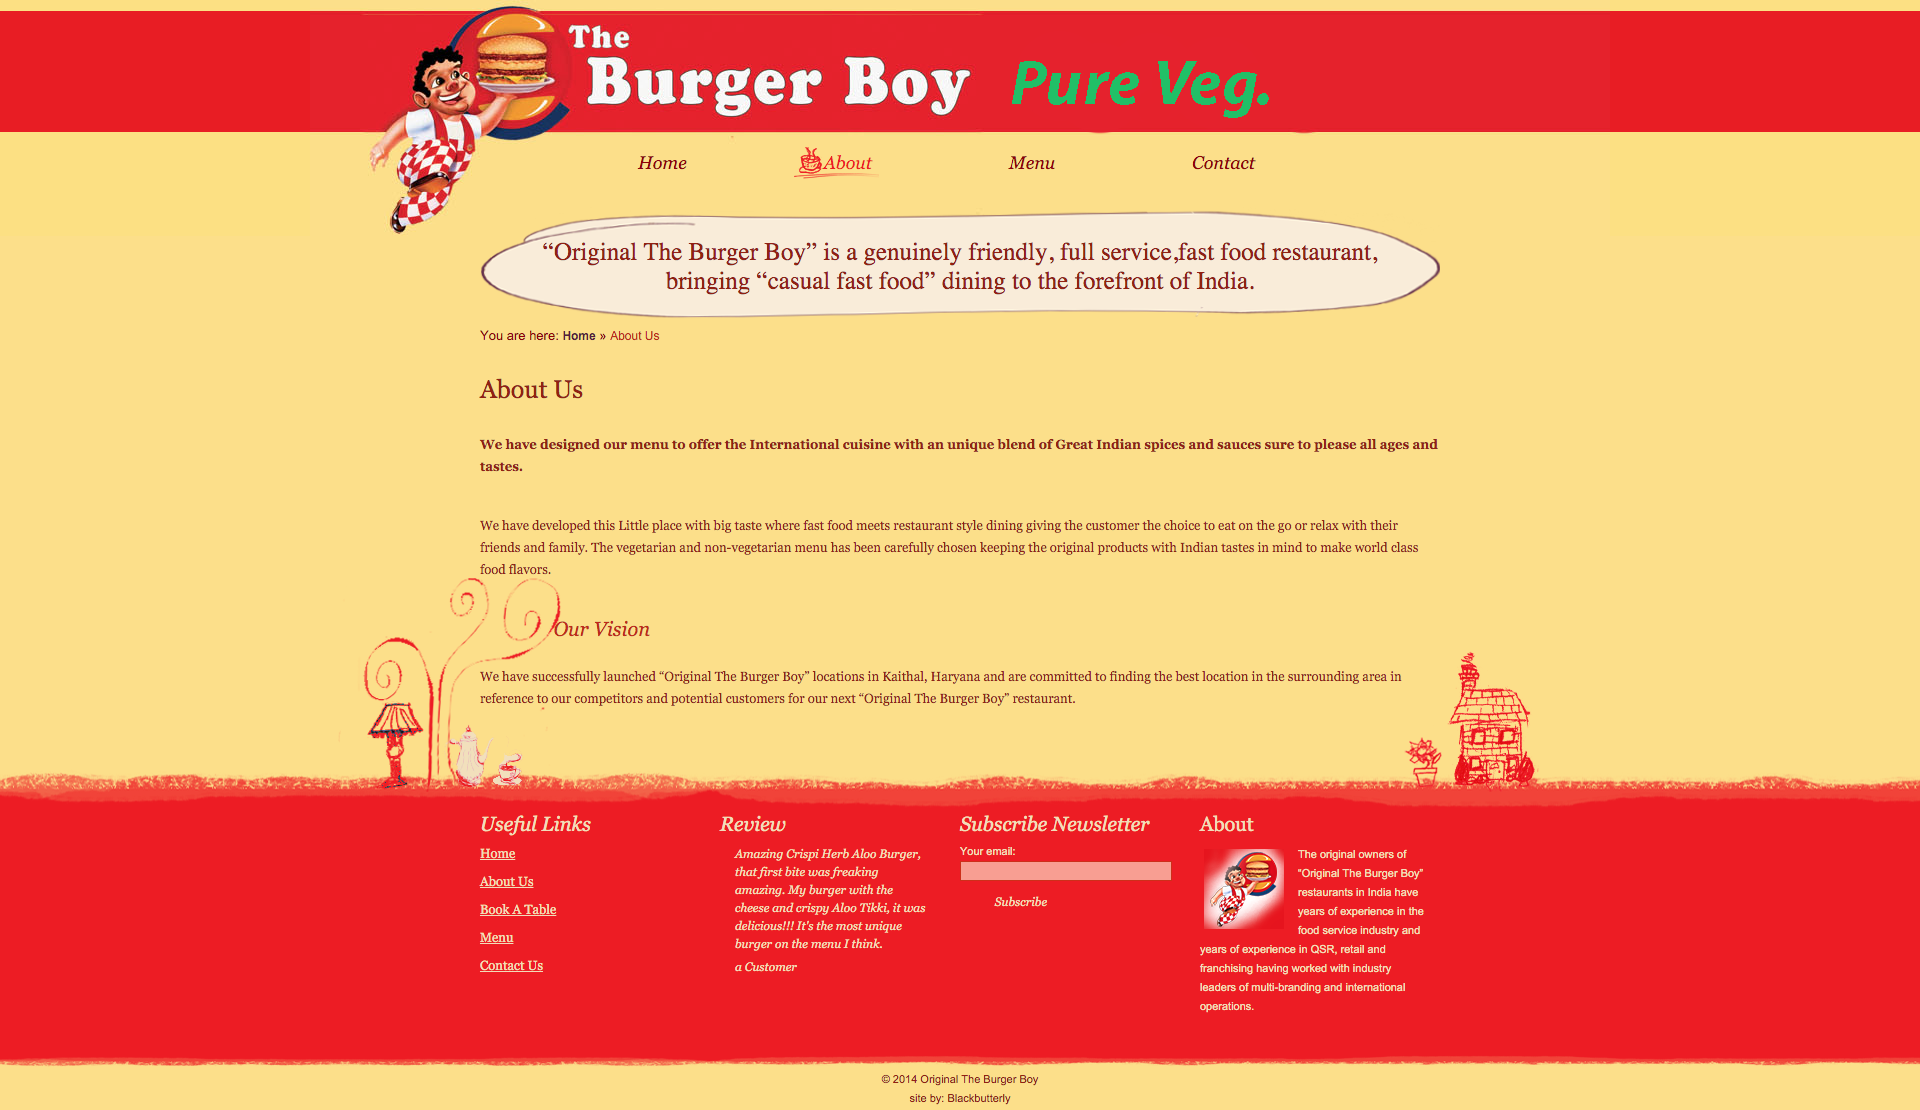 The
Burger Boy
Pure Veg.
Home
About
Menu
Contact
“Original The Burger Boy” is a genuinely friendly, full service,fast food restaurant,
bringing “casual fast food” dining to the forefront of India.
You are here: Home » About Us
About Us
We have designed our menu to offer the International cuisine with an unique blend of Great Indian spices and sauces sure to please all ages and
tastes.
We have developed this Little place with big taste where fast food meets restaurant style dining giving the customer the choice to eat on the go or relax with their
friends and family. The vegetarian and non-vegetarian menu has been carefully chosen keeping the original products with Indian tastes in mind to make world class
food flavors.
Our Vision
We have successfully launched “Original The Burger Boy” locations in Kaithal, Haryana and are committed to finding the best location in the surrounding area in
reference to our competitors and potential customers for our next “Original The Burger Boy” restaurant.
Useful Links
Home
About Us
Book A Table
Menu
Contact Us
Review
Amazing Crispi Herb Aloo Burger,
that first bite was freaking
amazing. My burger with the
cheese and crispy Aloo Tikki, it was
delicious!!! It's the most unique
burger on the menu I think.
a Customer
Subscribe Newsletter
Your email:
Subscribe
About
The original owners of
“Original The Burger Boy”
restaurants in India have
years of experience in the
food service industry and
years of experience in QSR, retail and
franchising having worked with industry
leaders of multi-branding and international
operations.
© 2014 Original The Burger Boy
site by: Blackbutterly